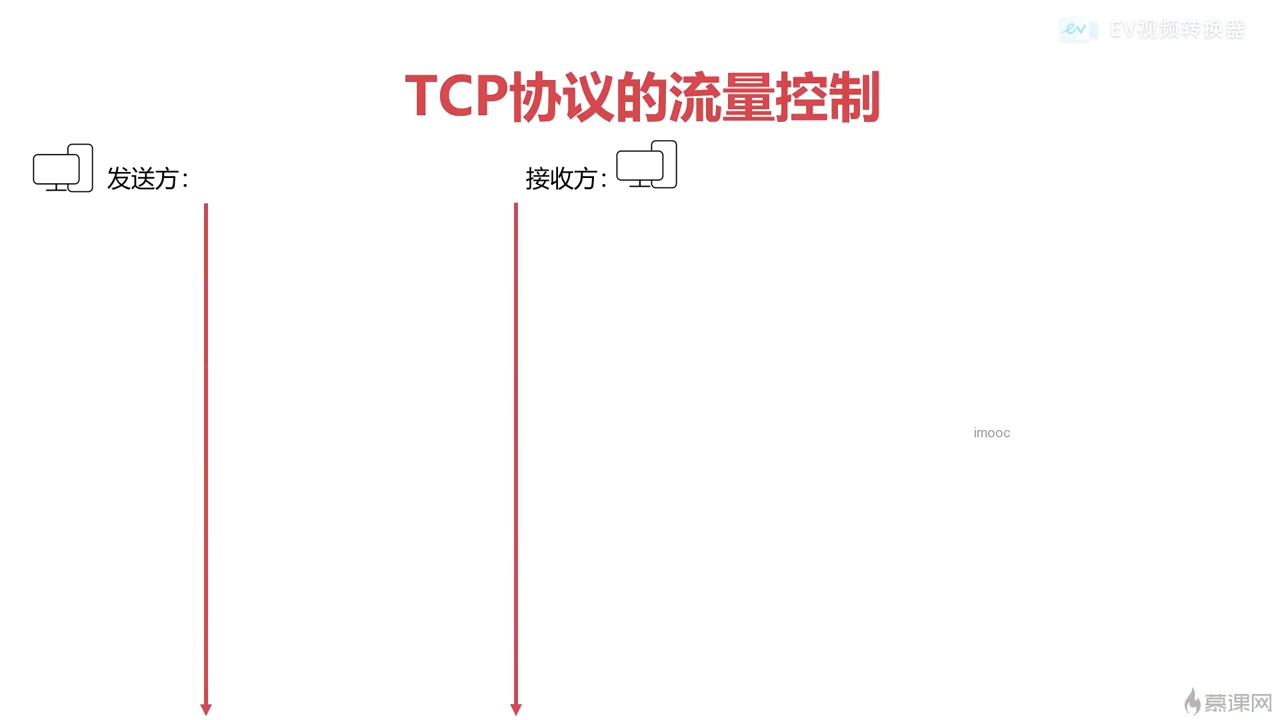 EV视频转换器
TCP协议的流量控制
发送方：
接收方：
imooc
慕课网